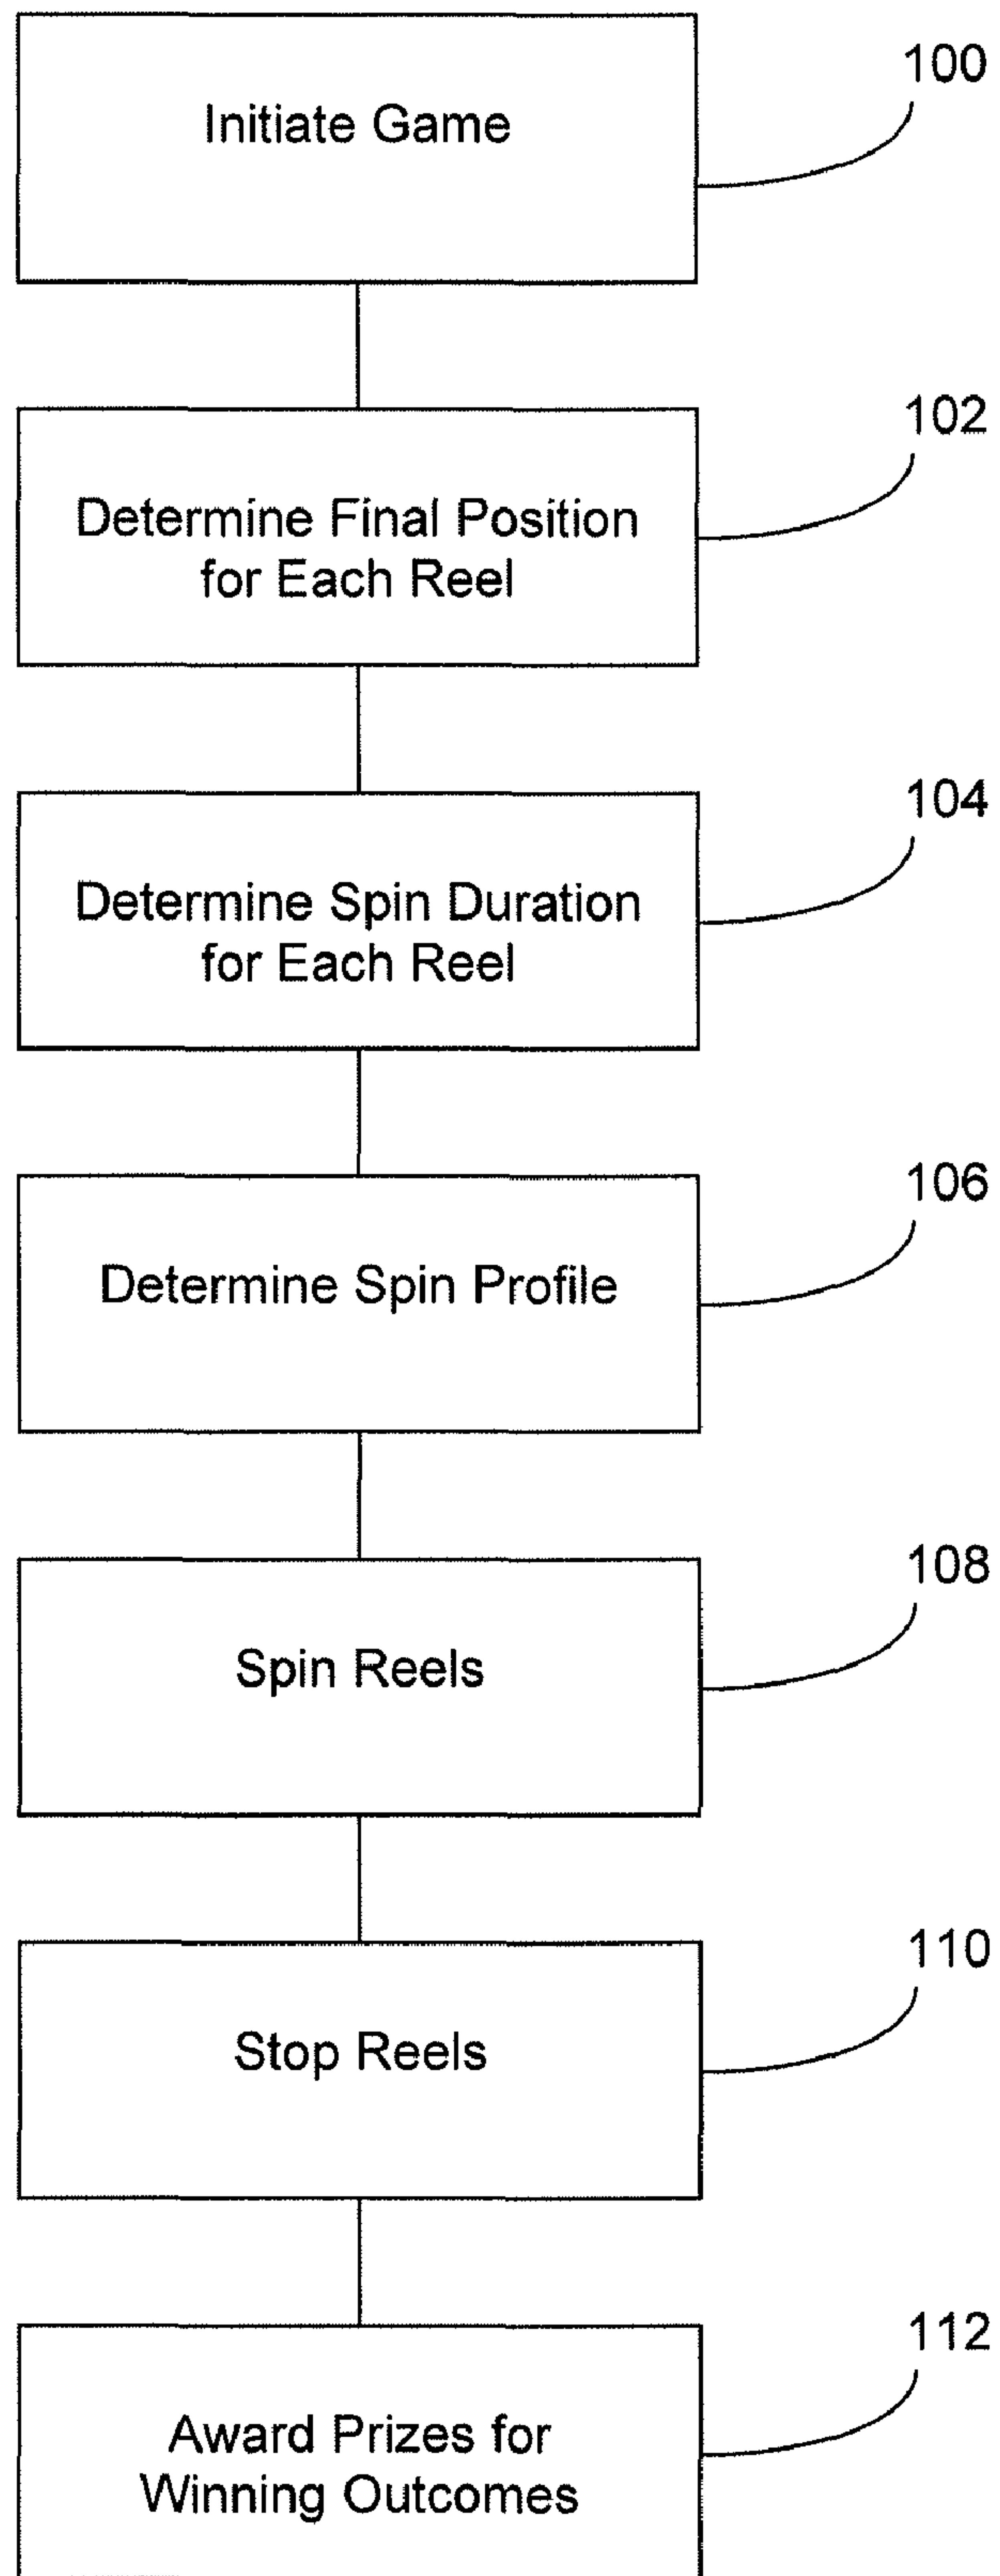 100
Initiate Game
102
Determine Final Position
for Each Reel
104
Determine Spin Duration
for Each Reel
106
Determine Spin Profile
108
Spin Reels
110
Stop Reels
112
Award Prizes for
Winning Outcomes